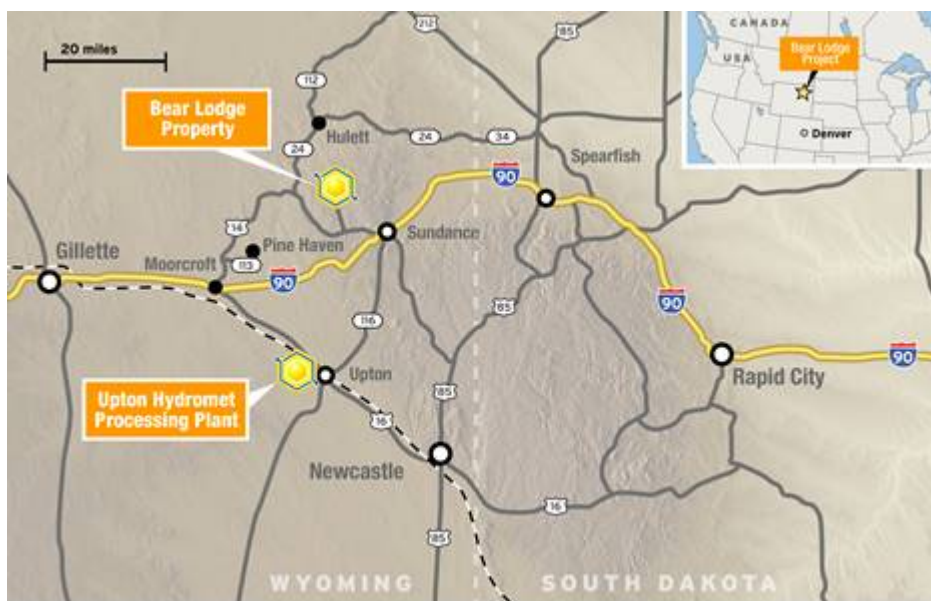 20 miles
212
85
CANADA
USA
Bear Lodge
Project
Denver
112
Bear Lodge
Property
Hulett
24
24
34
Spearfish
90
90
14
Sundance
Pine Haven
Gillette
Moorcroft
113
90
90
116
85
90
Rapid City
Upton Hydromet
Processing Plant
Upton
85
16
Newcastle
16
85
WYOMING
SOUTH DAKOTA